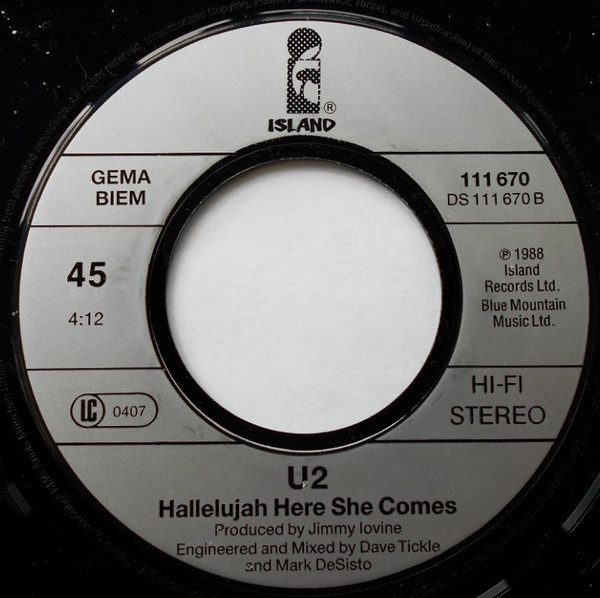 ®
ISLAND
GEMA
BIEM
111 670
DS 111 670 B
45
4:12
℗ 1988
Island
Records Ltd.
Blue Mountain
Music Ltd.
LC 0407
HI-FI
STEREO
U2
Hallelujah Here She Comes
Produced by Jimmy Iovine
Engineered and Mixed by Dave Tickle
and Mark DeSisto